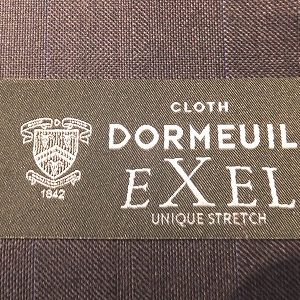 CLOTH
DORMEUIL
EXEL
UNIQUE STRETCH
1842